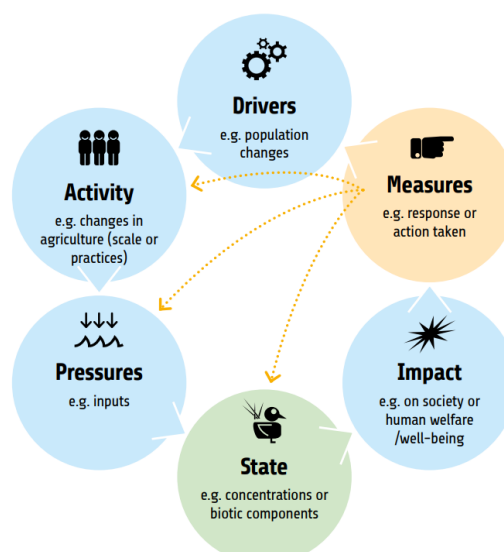 Drivers
e.g. population
changes
Activity
e.g. changes in
agriculture (scale or
practices)
Measures
e.g. response or
action taken
Pressures
e.g. inputs
Impact
e.g. on society or
human welfare
/well-being
State
e.g. concentrations or
biotic components